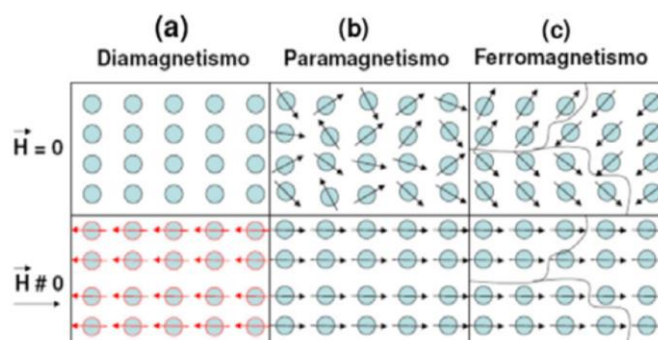 (a) (b) (c)
Diamagnetismo Paramagnetismo Ferromagnetismo
H = 0
H # 0